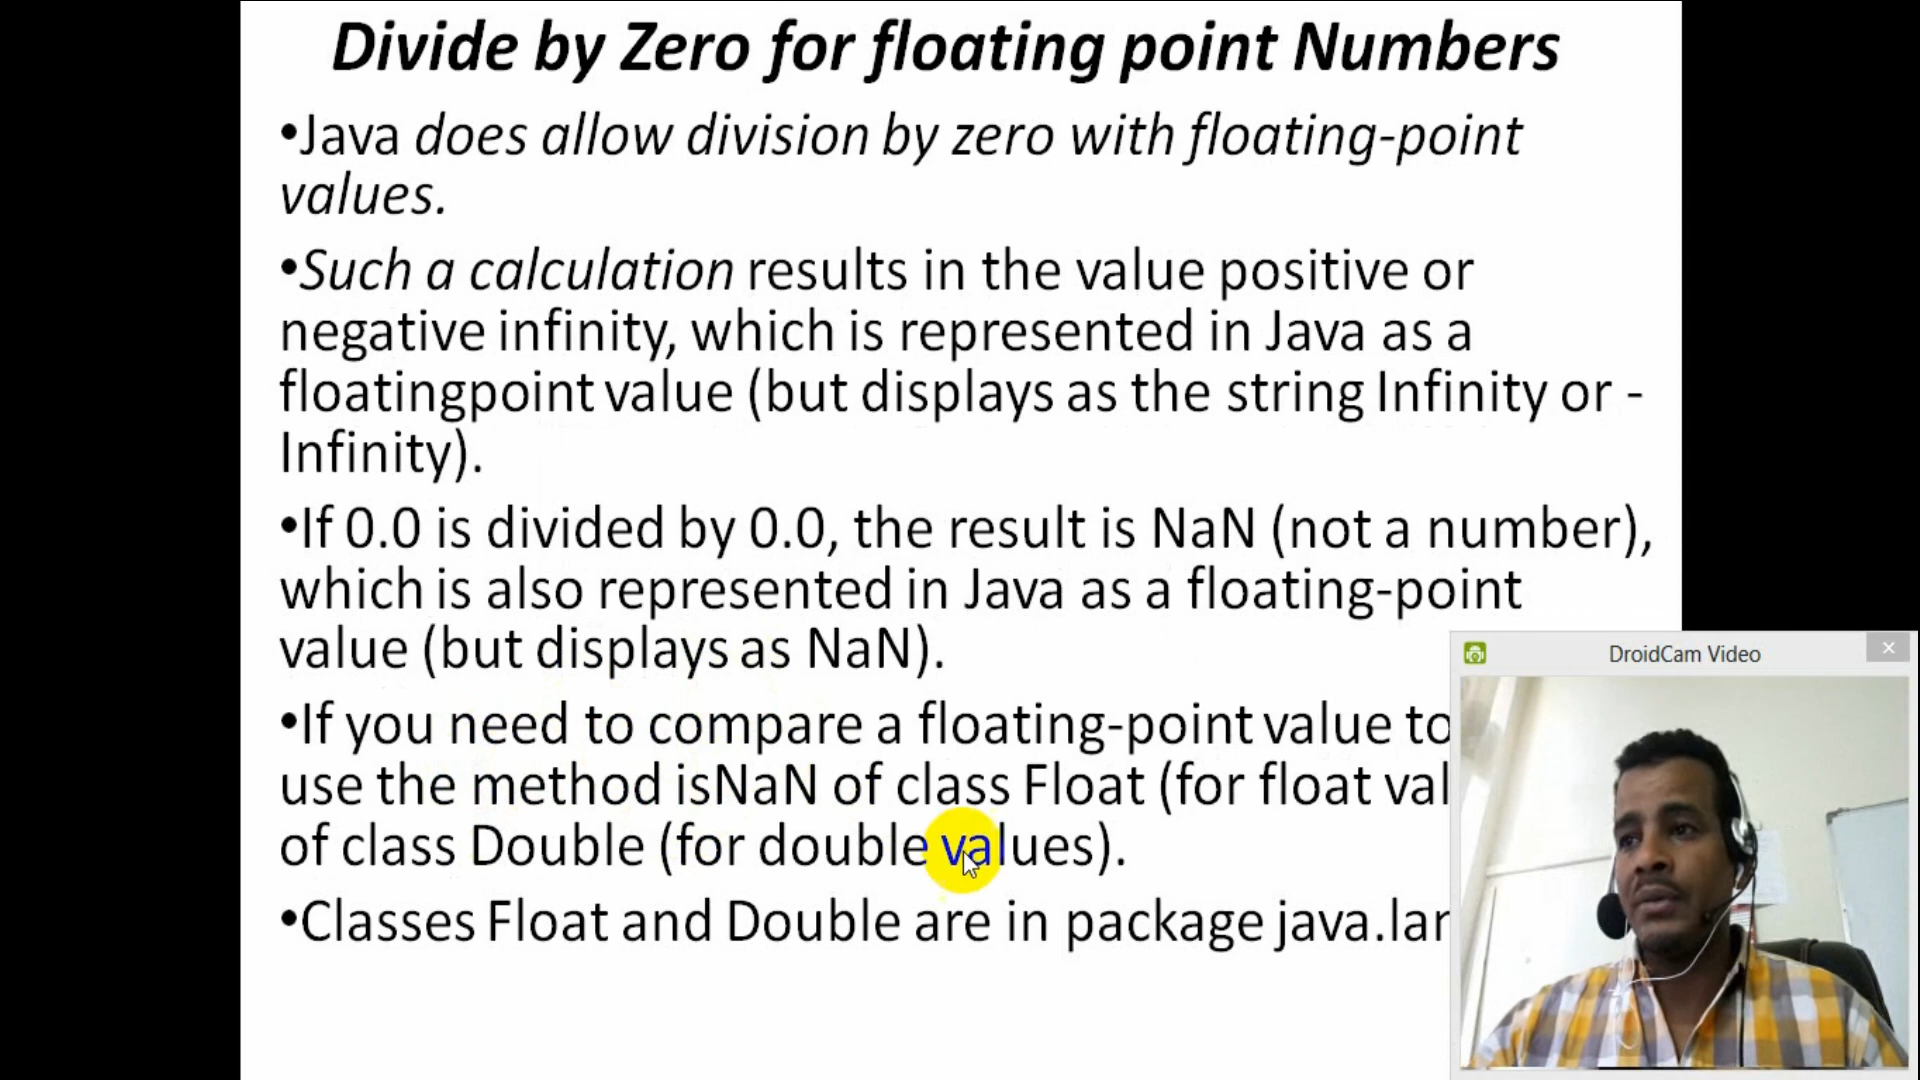 Divide by Zero for floating point Numbers
•Java does allow division by zero with floating-point
values.
•Such a calculation results in the value positive or
negative infinity, which is represented in Java as a
floatingpoint value (but displays as the string Infinity or -
Infinity).
•If 0.0 is divided by 0.0, the result is NaN (not a number),
which is also represented in Java as a floating-point
value (but displays as NaN).
•If you need to compare a floating-point value to
use the method isNaN of class Float (for float val
of class Double (for double values).
•Classes Float and Double are in package java.lan
DroidCam Video